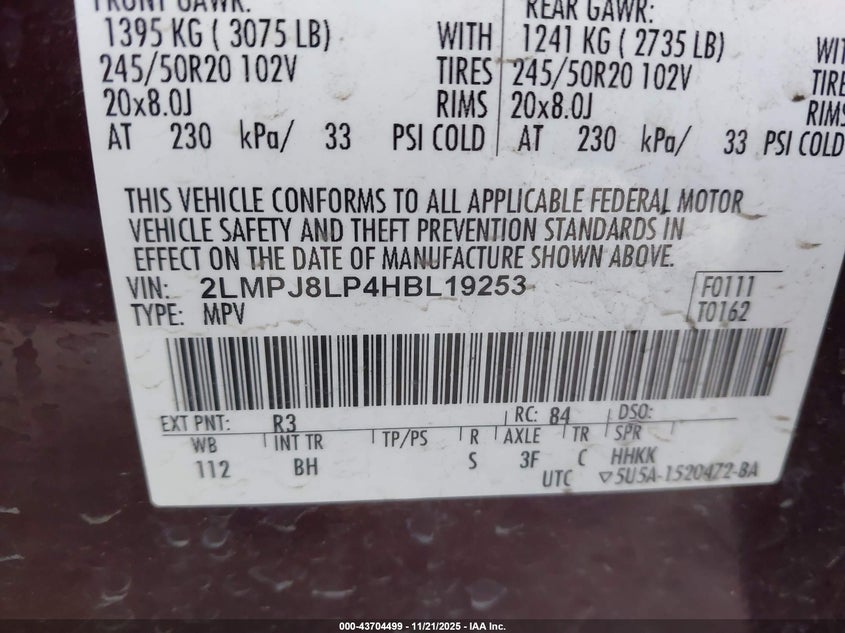 FRONT GAWR:
REAR GAWR:
1395 KG ( 3075 LB) WITH
1241 KG ( 2735 LB)
245/50R20 102V TIRES
245/50R20 102V
20x8.0J RIMS
20x8.0J RIMS
AT 230 kPa/ 33 PSI COLD
AT 230 kPa/ 33 PSI COLD
THIS VEHICLE CONFORMS TO ALL APPLICABLE FEDERAL MOTOR
VEHICLE SAFETY AND THEFT PREVENTION STANDARDS IN
EFFECT ON THE DATE OF MANUFACTURE SHOWN ABOVE.
VIN: 2LMPJ8LP4HBL19253 F0111
TYPE: MPV T0162
EXT PNT: R3 RC: 84 DSO:
WB INT TR TP/PS R AXLE TR SPR
112 BH S 3F C HHKK
UTC ▽5U5A-1520472-BA
000-43704499 - 11/21/2025 - IAA Inc.